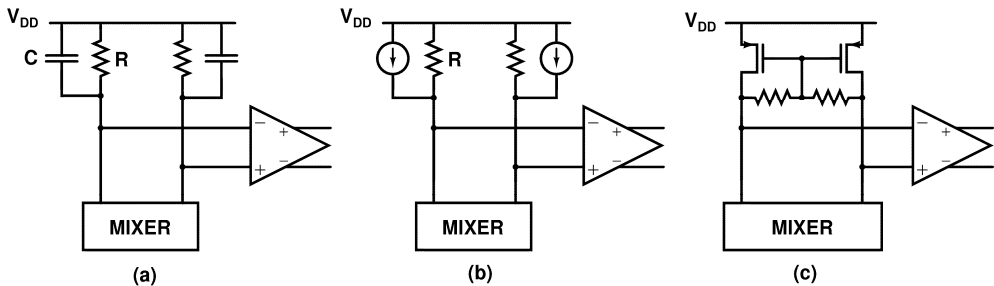 V_DD V_DD V_DD
C R R
− + − + − +
+ − + − + −
MIXER MIXER MIXER
(a) (b) (c)